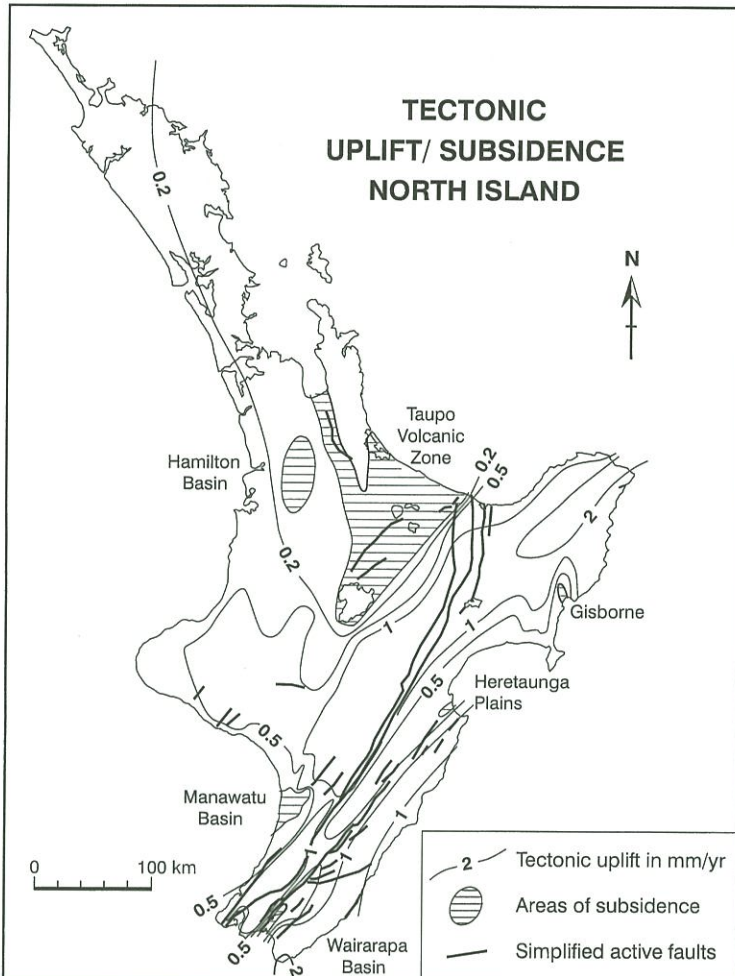 TECTONIC
UPLIFT/ SUBSIDENCE
NORTH ISLAND
N
0.2
Taupo
Volcanic
Zone
Hamilton
Basin
0.2
0.5
2
0.2
1
1
Gisborne
0.5
Heretaunga
Plains
0.5
Manawatu
Basin
1
1
1
0 100 km
0.5
0.5
2
Wairarapa
Basin
2 Tectonic uplift in mm/yr
Areas of subsidence
Simplified active faults